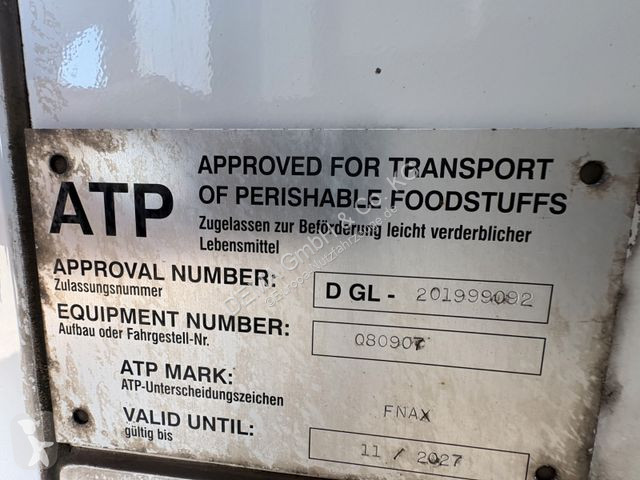 ATP
APPROVED FOR TRANSPORT
OF PERISHABLE FOODSTUFFS
Zugelassen zur Beförderung leicht verderblicher
Lebensmittel
APPROVAL NUMBER: D GL - 201999092
Zulassungsnummer
EQUIPMENT NUMBER: Q80907
Aufbau oder Fahrgestell-Nr.
ATP MARK: FNAX
ATP-Unterscheidungszeichen
VALID UNTIL: 11 / 2027
gültig bis